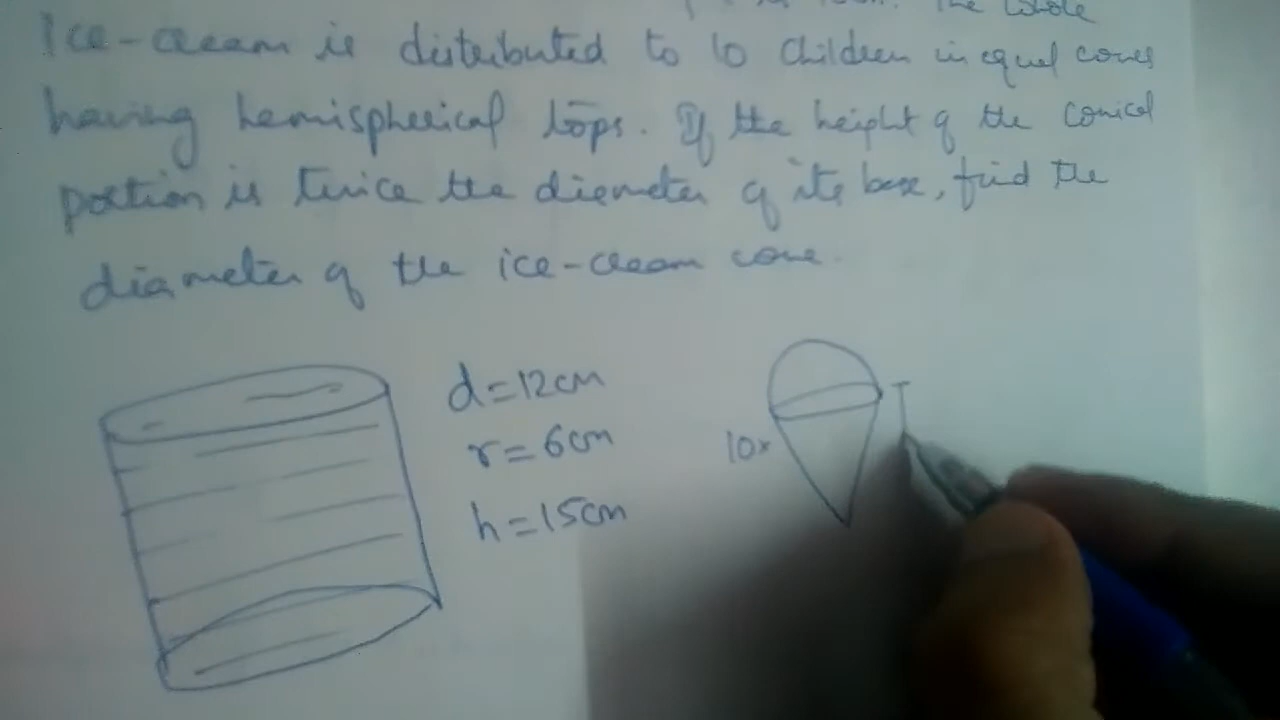 The whole
Ice-cream is distributed to 10 children in equal cones
having hemispherical tops. If the height of the conical
portion is twice the diameter of its base, find the
diameter of the ice-cream cone.
d=12cm
r=6cm
h=15cm
10x